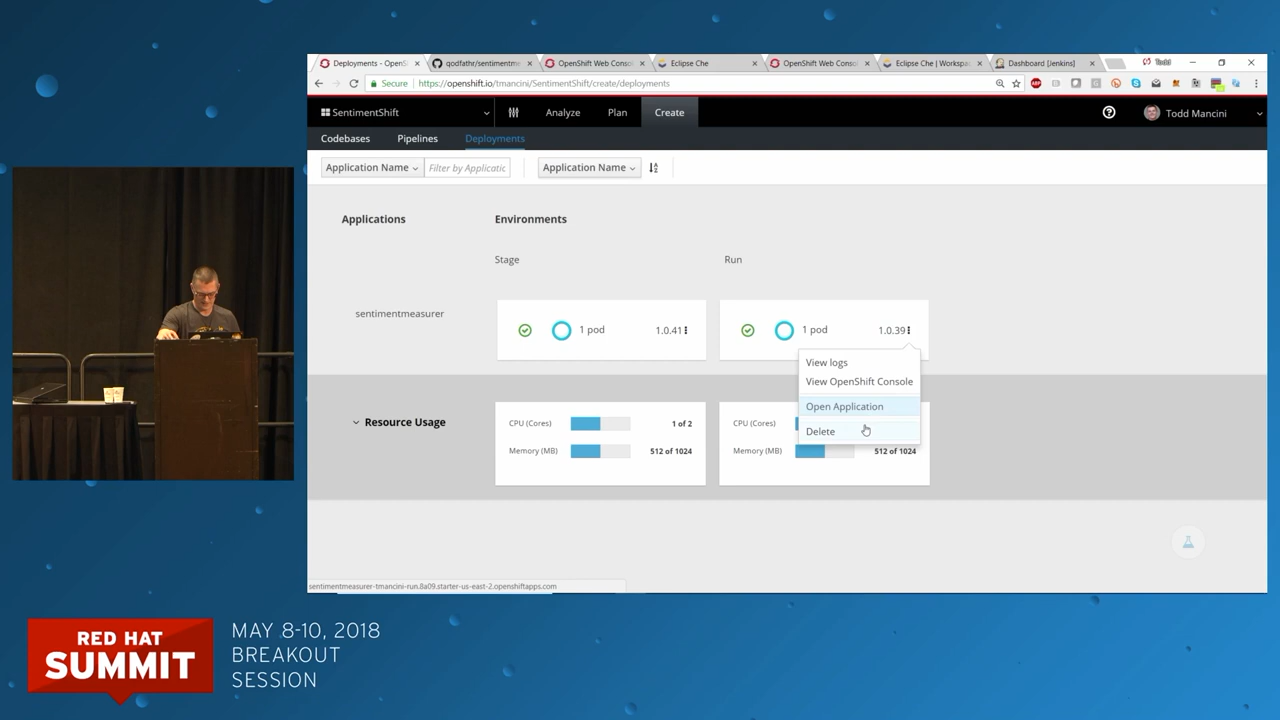 Deployments - OpenS
qodfathr/sentimentme
OpenShift Web Conso
Eclipse Che
OpenShift Web Conso
Eclipse Che | Workspa
Dashboard [Jenkins]
Todd
Secure
https://openshift.io/tmancini/SentimentShift/create/deployments
SentimentShift
Analyze
Plan
Create
Todd Mancini
Codebases
Pipelines
Deployments
Application Name
Filter by Applicatic
Application Name
Applications
Environments
Stage
Run
sentimentmeasurer
1 pod
1.0.41
1 pod
1.0.39
View logs
View OpenShift Console
Open Application
Delete
Resource Usage
CPU (Cores)
1 of 2
Memory (MB)
512 of 1024
CPU (Cores)
Memory (MB)
512 of 1024
sentimentmeasurer-tmancini-run.8a09.starter-us-east-2.openshiftapps.com
RED HAT
SUMMIT
MAY 8-10, 2018
BREAKOUT
SESSION